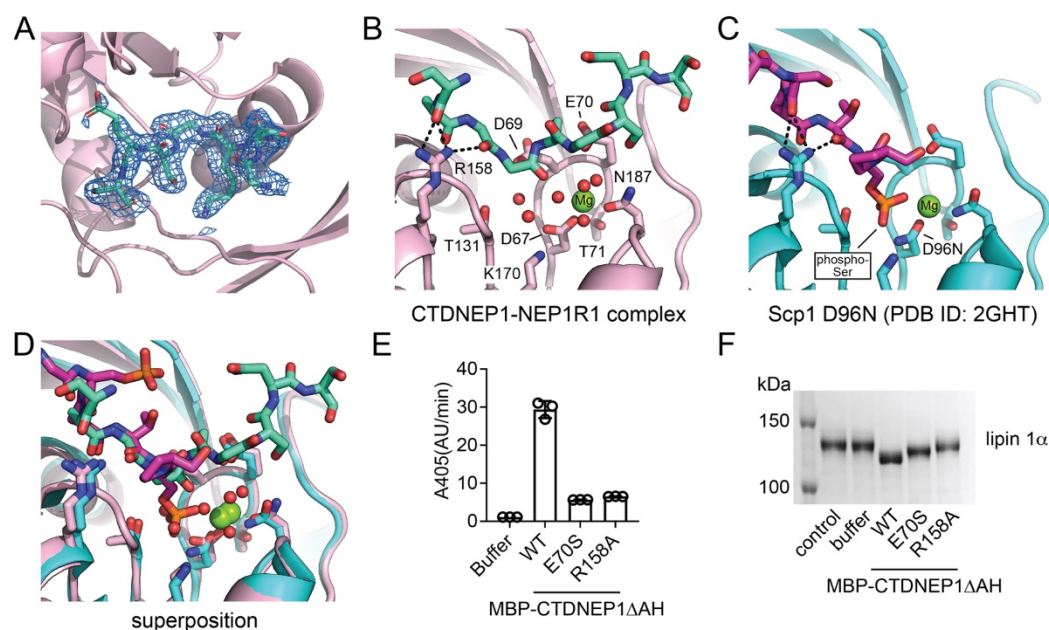 A
B
E70
D69
R158
N187
Mg
T131
D67
T71
K170
CTDNEP1-NEP1R1 complex
C
Mg
phospho-
Ser
D96N
Scp1 D96N (PDB ID: 2GHT)
D
superposition
E
A405(AU/min)
40
30
20
10
0
Buffer
WT
E70S
R158A
MBP-CTDNEP1ΔAH
F
kDa
150
100
lipin 1α
control
buffer
WT
E70S
R158A
MBP-CTDNEP1ΔAH